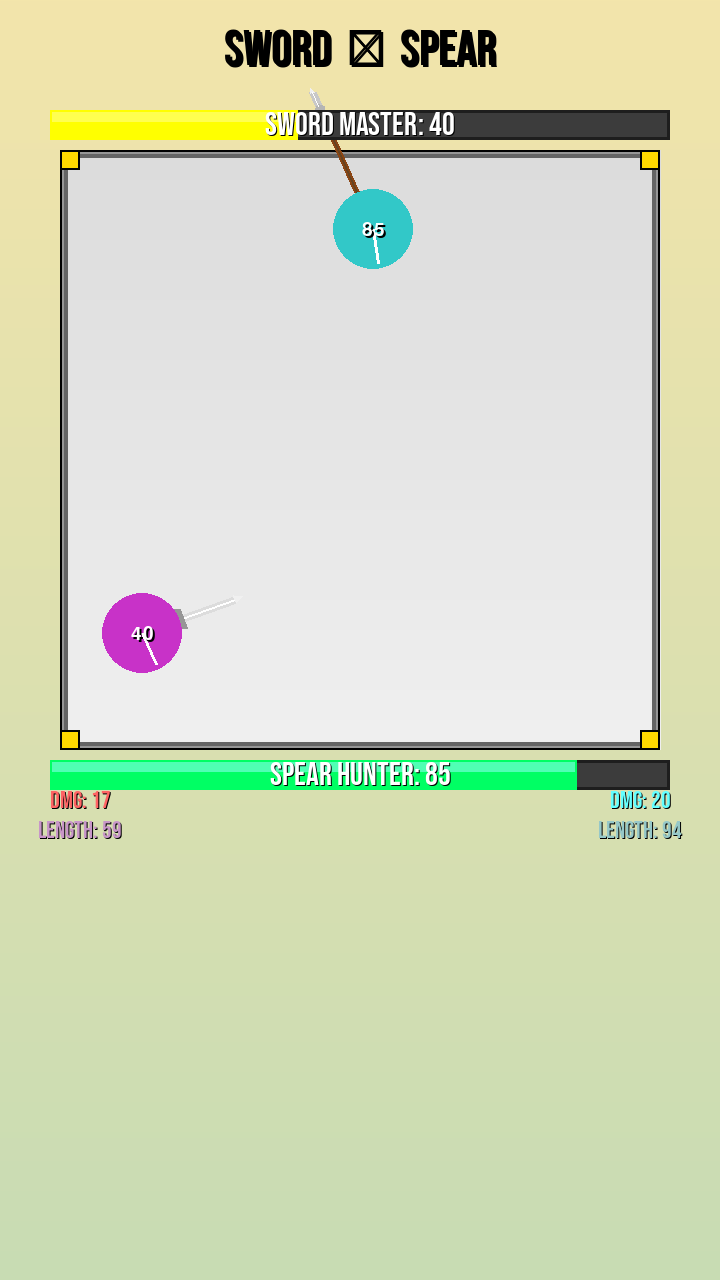 SWORD ☒ SPEAR
SWORD MASTER: 40
85
40
SPEAR HUNTER: 85
DMG: 17
DMG: 20
LENGTH: 59
LENGTH: 94